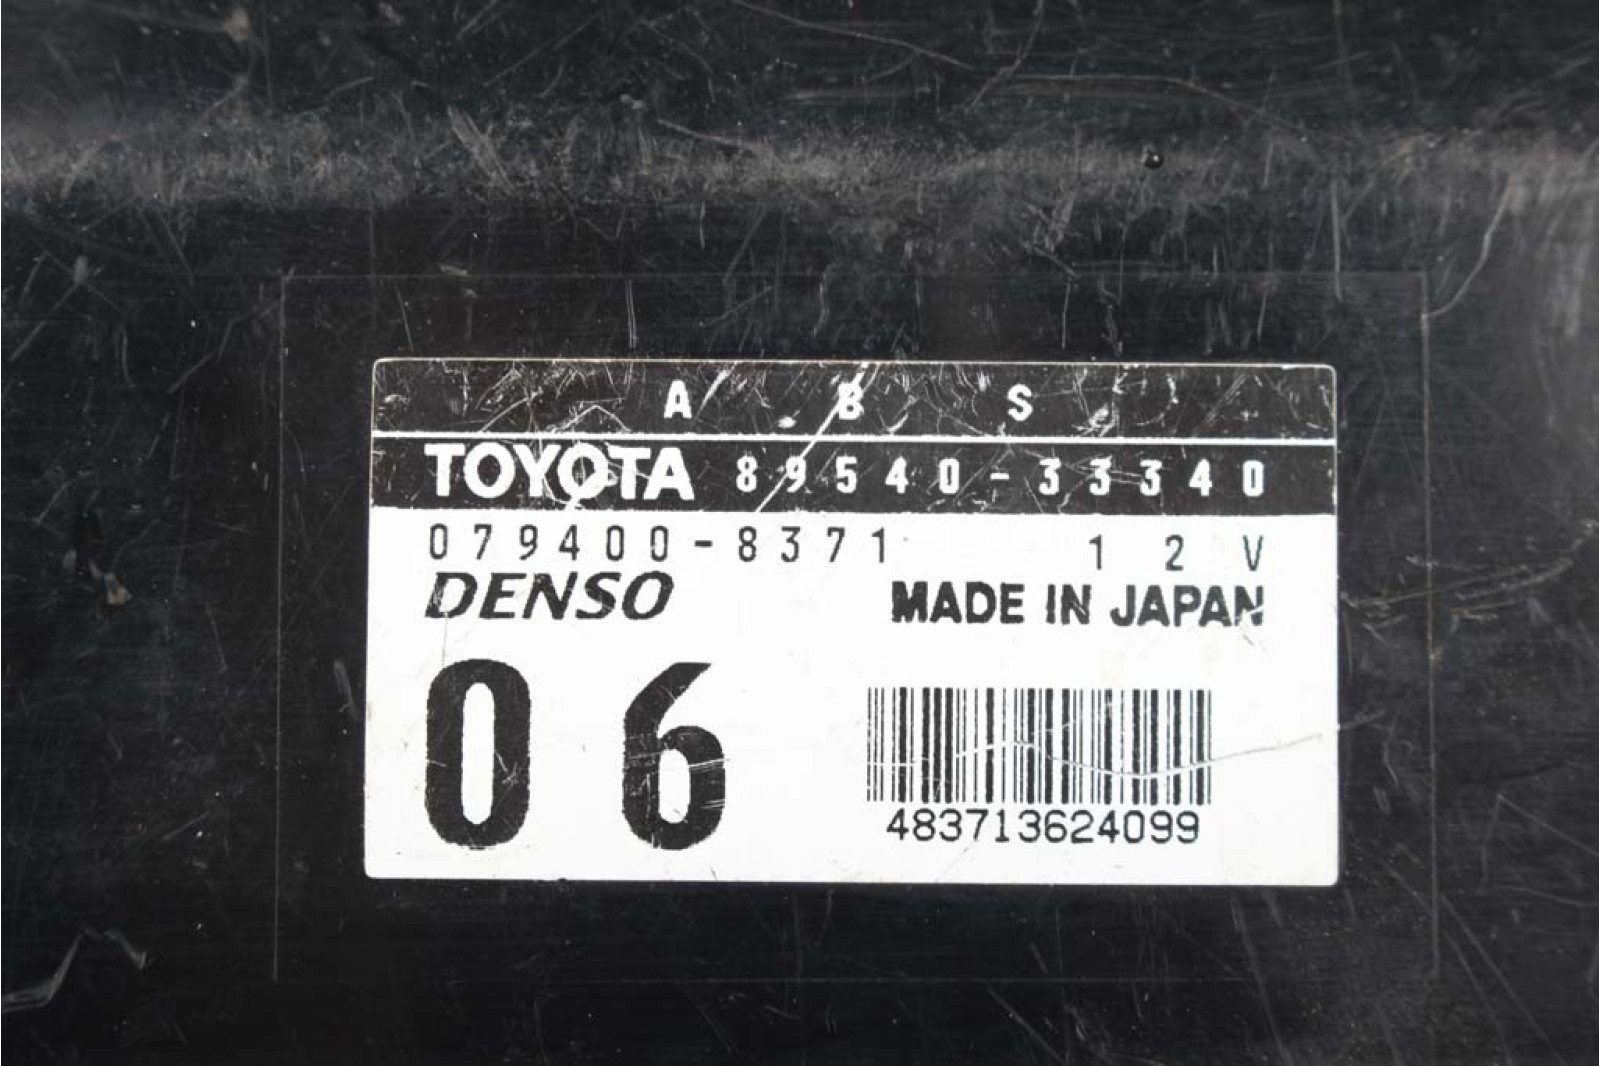 A B S
TOYOTA 89540-33340
079400-8371 12V
DENSO MADE IN JAPAN
06
483713624099